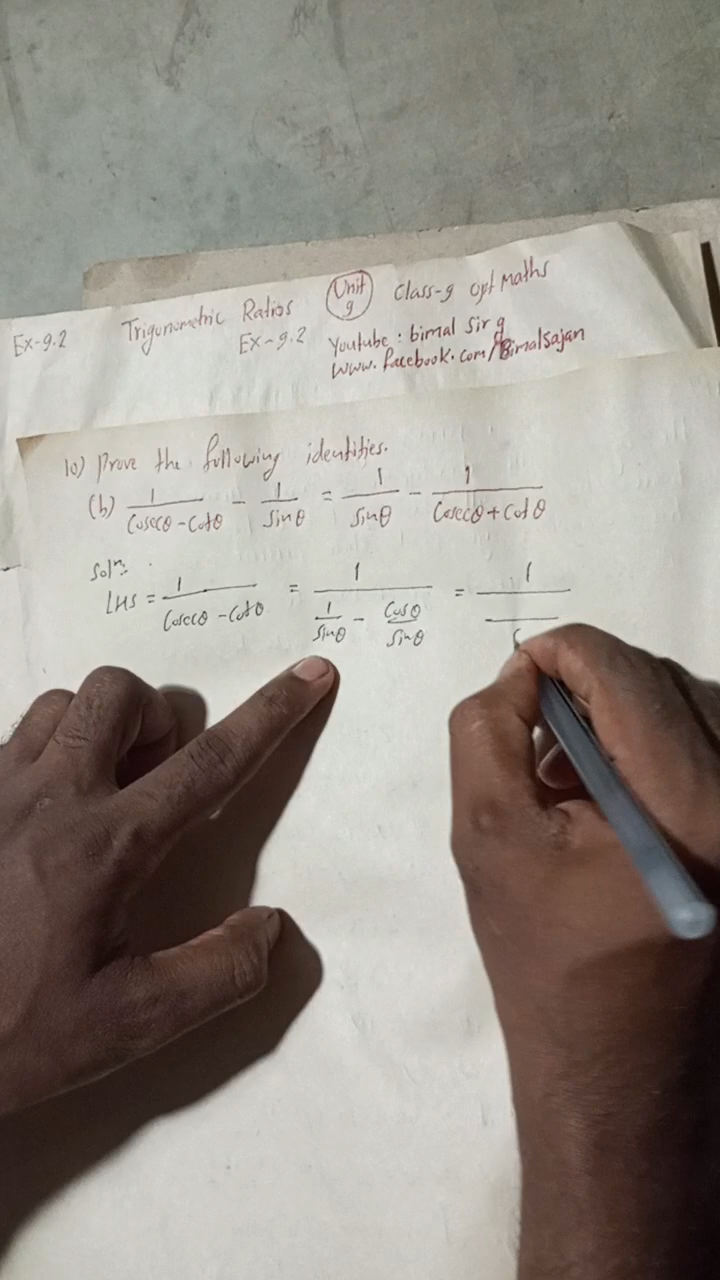 Ex-9.2 Trigonometric Ratios Unit 9 Class-9 opt Maths
Ex-9.2 Youtube : bimal Sir g
www.facebook.com/Bimalsajan
10) Prove the following identities.
(h) 1/(Cosecθ - Cotθ) - 1/Sinθ = 1/Sinθ - 1/(Cosecθ + Cotθ)
Solⁿ:
LHS = 1/(Cosecθ - Cotθ) = 1/(1/Sinθ - Cosθ/Sinθ) = 1/